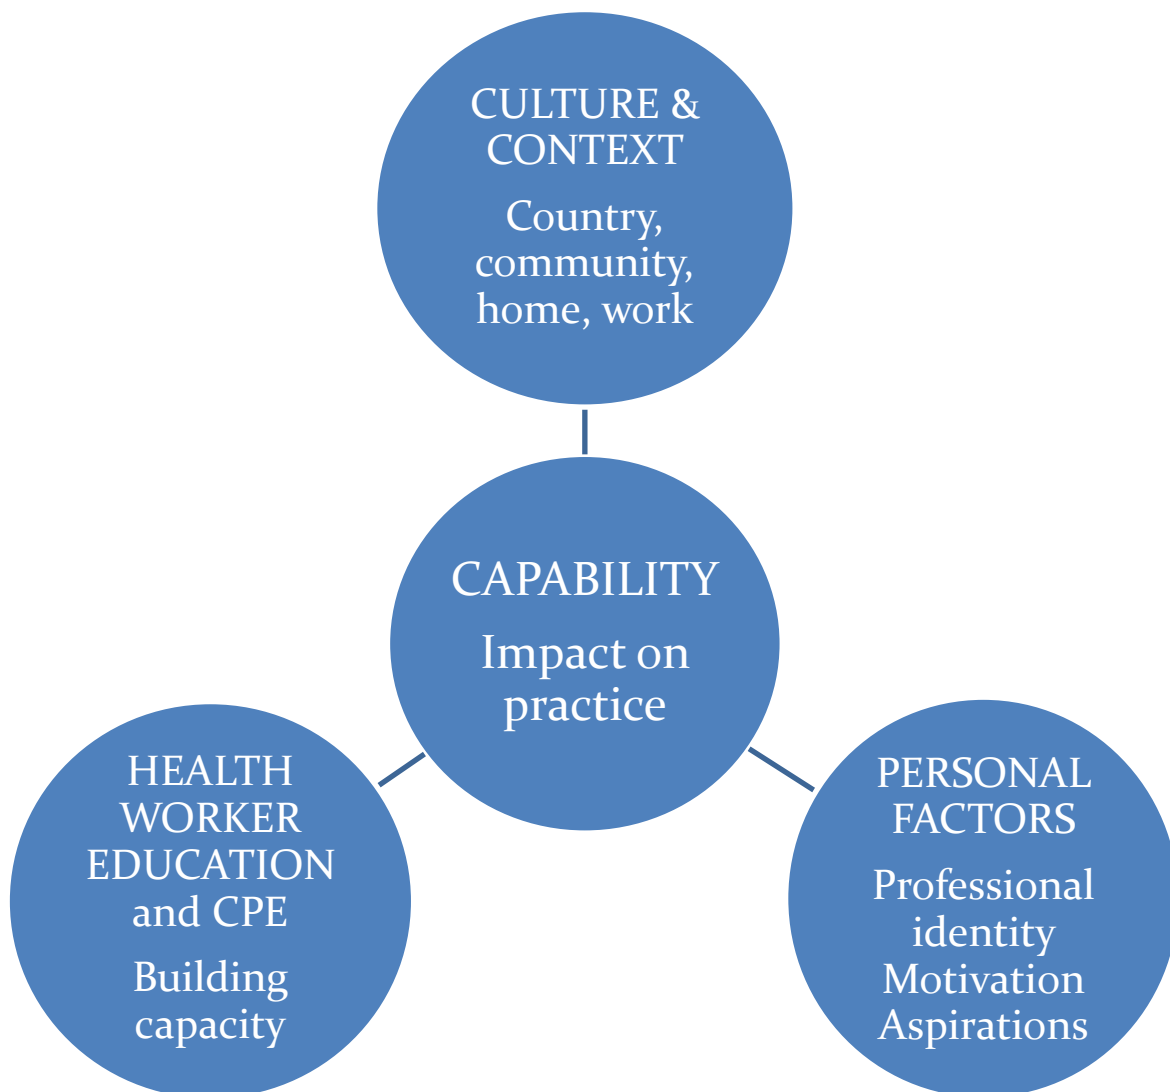 CULTURE &
CONTEXT
Country,
community,
home, work
CAPABILITY
Impact on
practice
HEALTH
WORKER
EDUCATION
and CPE
Building
capacity
PERSONAL
FACTORS
Professional
identity
Motivation
Aspirations